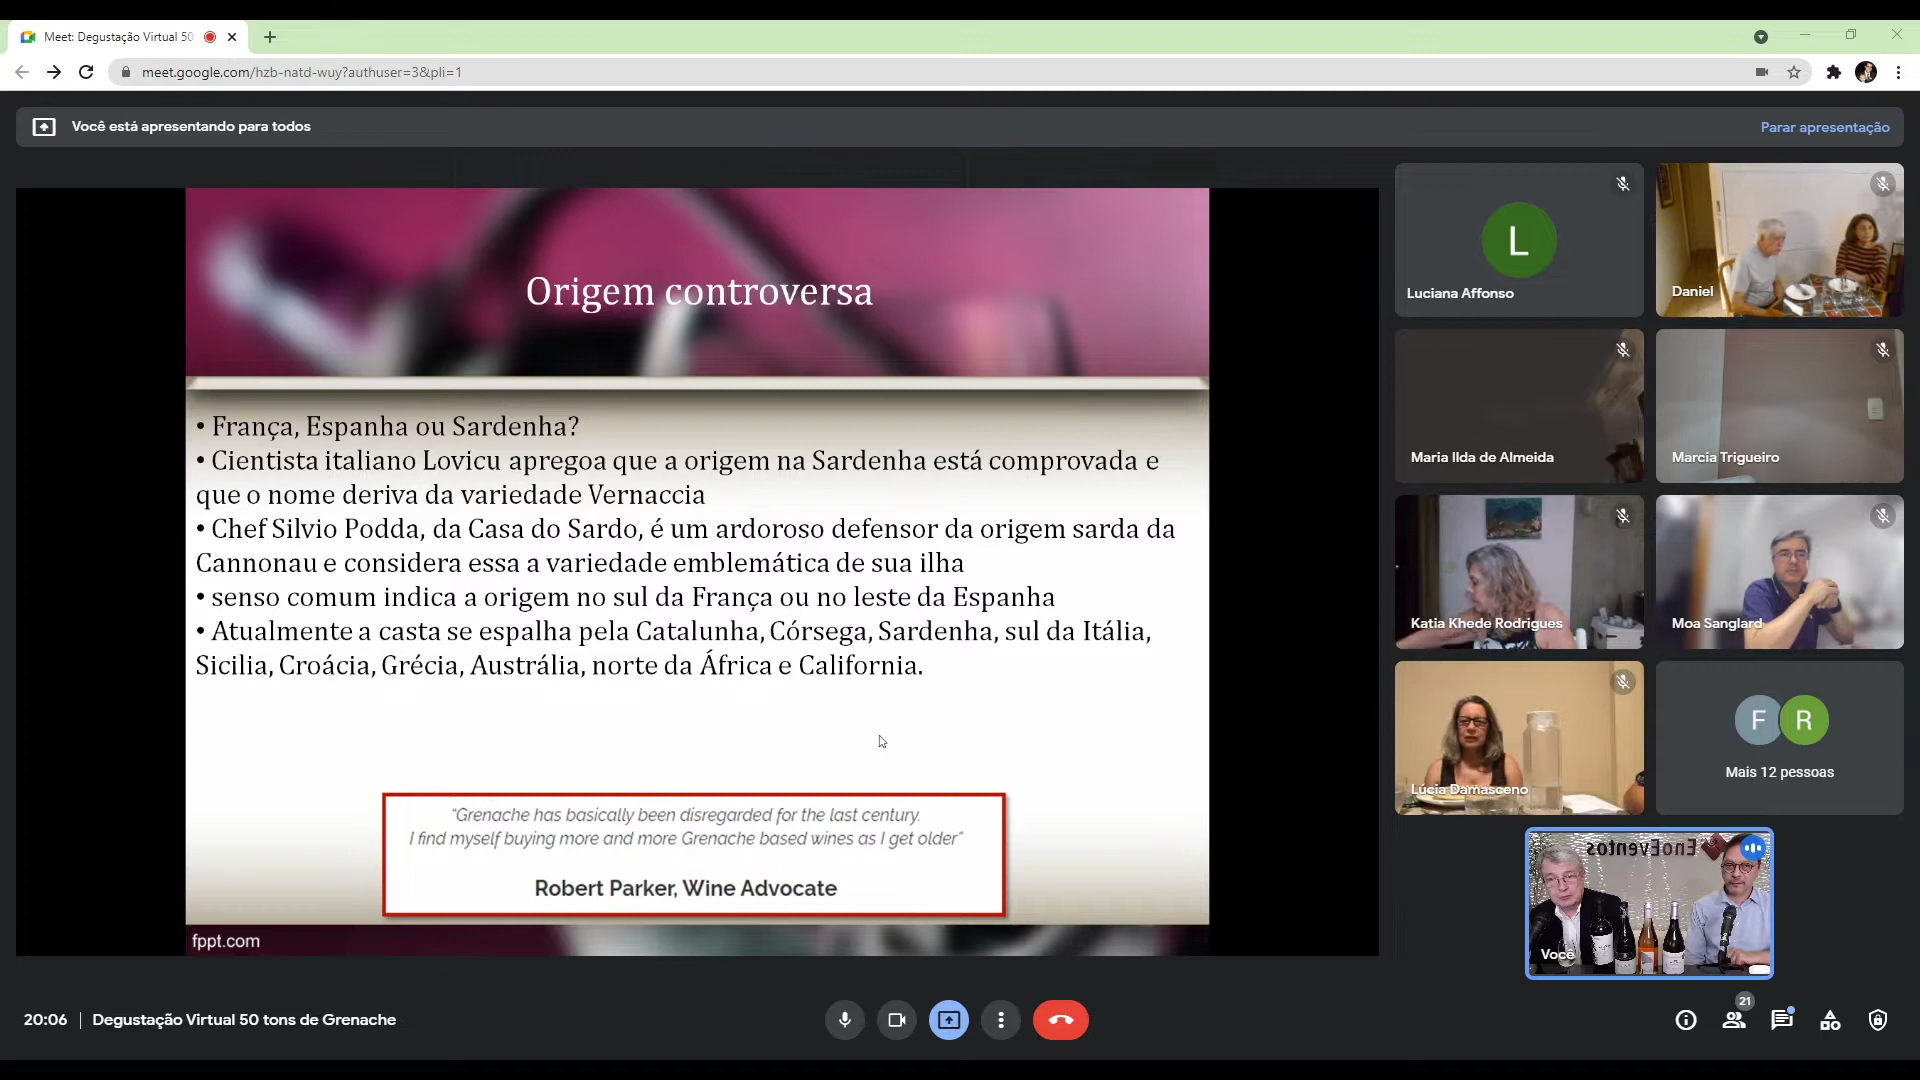 Meet: Degustação Virtual 50
meet.google.com/hzb-natd-wuy?authuser=3&pli=1
Você está apresentando para todos
Parar apresentação
Origem controversa
• França, Espanha ou Sardenha?
• Cientista italiano Lovicu apregoa que a origem na Sardenha está comprovada e
que o nome deriva da variedade Vernaccia
• Chef Silvio Podda, da Casa do Sardo, é um ardoroso defensor da origem sarda da
Cannonau e considera essa a variedade emblemática de sua ilha
• senso comum indica a origem no sul da França ou no leste da Espanha
• Atualmente a casta se espalha pela Catalunha, Córsega, Sardenha, sul da Itália,
Sicilia, Croácia, Grécia, Austrália, norte da África e California.
“Grenache has basically been disregarded for the last century.
I find myself buying more and more Grenache based wines as I get older”
Robert Parker, Wine Advocate
fppt.com
L
Luciana Affonso
Daniel
Maria Ilda de Almeida
Marcia Trigueiro
Katia Khede Rodrigues
Moa Sanglard
Lúcia Damasceno
F R
Mais 12 pessoas
EnoEventos
Você
20:06 | Degustação Virtual 50 tons de Grenache
21